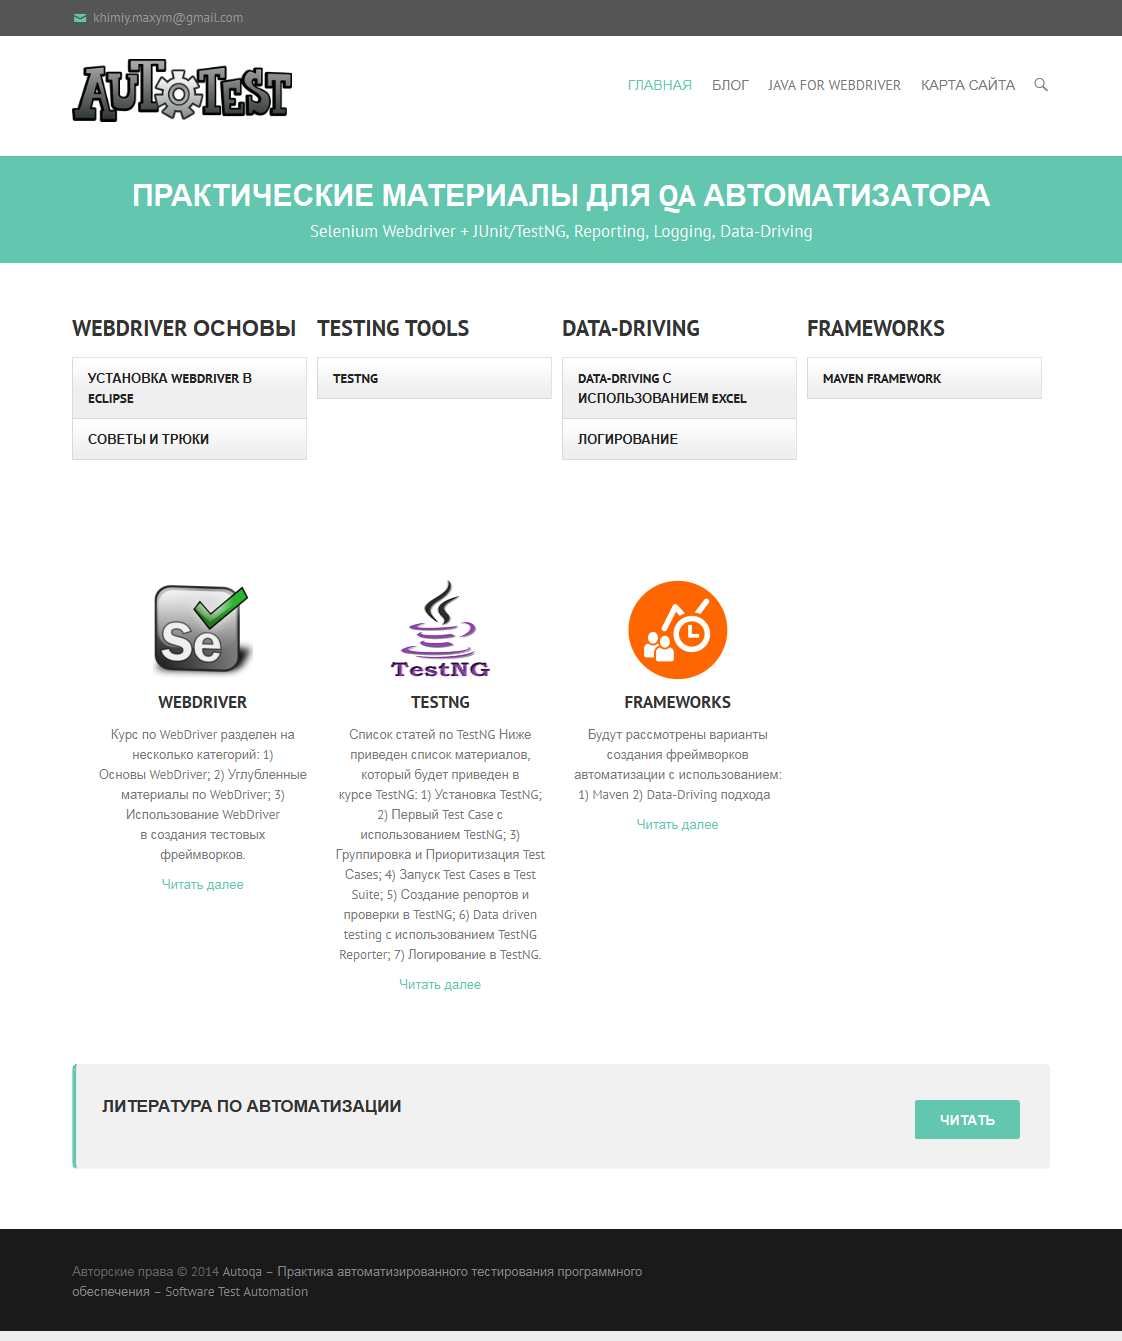 khimiy.maxym@gmail.com
AUTOTEST
ГЛАВНАЯ БЛОГ JAVA FOR WEBDRIVER КАРТА САЙТА
ПРАКТИЧЕСКИЕ МАТЕРИАЛЫ ДЛЯ QA АВТОМАТИЗАТОРА
Selenium Webdriver + JUnit/TestNG, Reporting, Logging, Data-Driving
WEBDRIVER ОСНОВЫ
УСТАНОВКА WEBDRIVER В
ECLIPSE
СОВЕТЫ И ТРЮКИ
TESTING TOOLS
TESTNG
DATA-DRIVING
DATA-DRIVING С
ИСПОЛЬЗОВАНИЕМ EXCEL
ЛОГИРОВАНИЕ
FRAMEWORKS
MAVEN FRAMEWORK
Se
WEBDRIVER
Курс по WebDriver разделен на
несколько категорий: 1)
Основы WebDriver; 2) Углубленные
материалы по WebDriver; 3)
Использование WebDriver
в создания тестовых
фреймворков.
Читать далее
TestNG
TESTNG
Список статей по TestNG Ниже
приведен список материалов,
который будет приведен в
курсе TestNG: 1) Установка TestNG;
2) Первый Test Case с
использованием TestNG; 3)
Группировка и Приоритизация Test
Cases; 4) Запуск Test Cases в Test
Suite; 5) Создание репортов и
проверки в TestNG; 6) Data driven
testing с использованием TestNG
Reporter; 7) Логирование в TestNG.
Читать далее
FRAMEWORKS
Будут рассмотрены варианты
создания фреймворков
автоматизации с использованием:
1) Maven 2) Data-Driving подхода
Читать далее
ЛИТЕРАТУРА ПО АВТОМАТИЗАЦИИ
ЧИТАТЬ
Авторские права © 2014 Autoqa – Практика автоматизированного тестирования программного
обеспечения – Software Test Automation